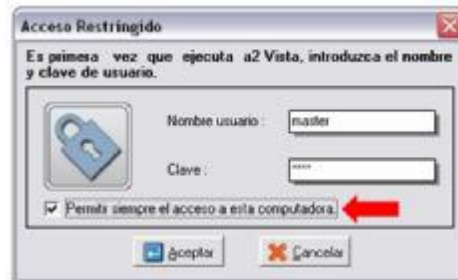 Acceso Restringido
Es primera vez que ejecuta a2 Vista, introduzca el nombre
y clave de usuario.
Nombre usuario :
master
Clave :
****
Permitir siempre el acceso a esta computadora.
Aceptar
Cancelar